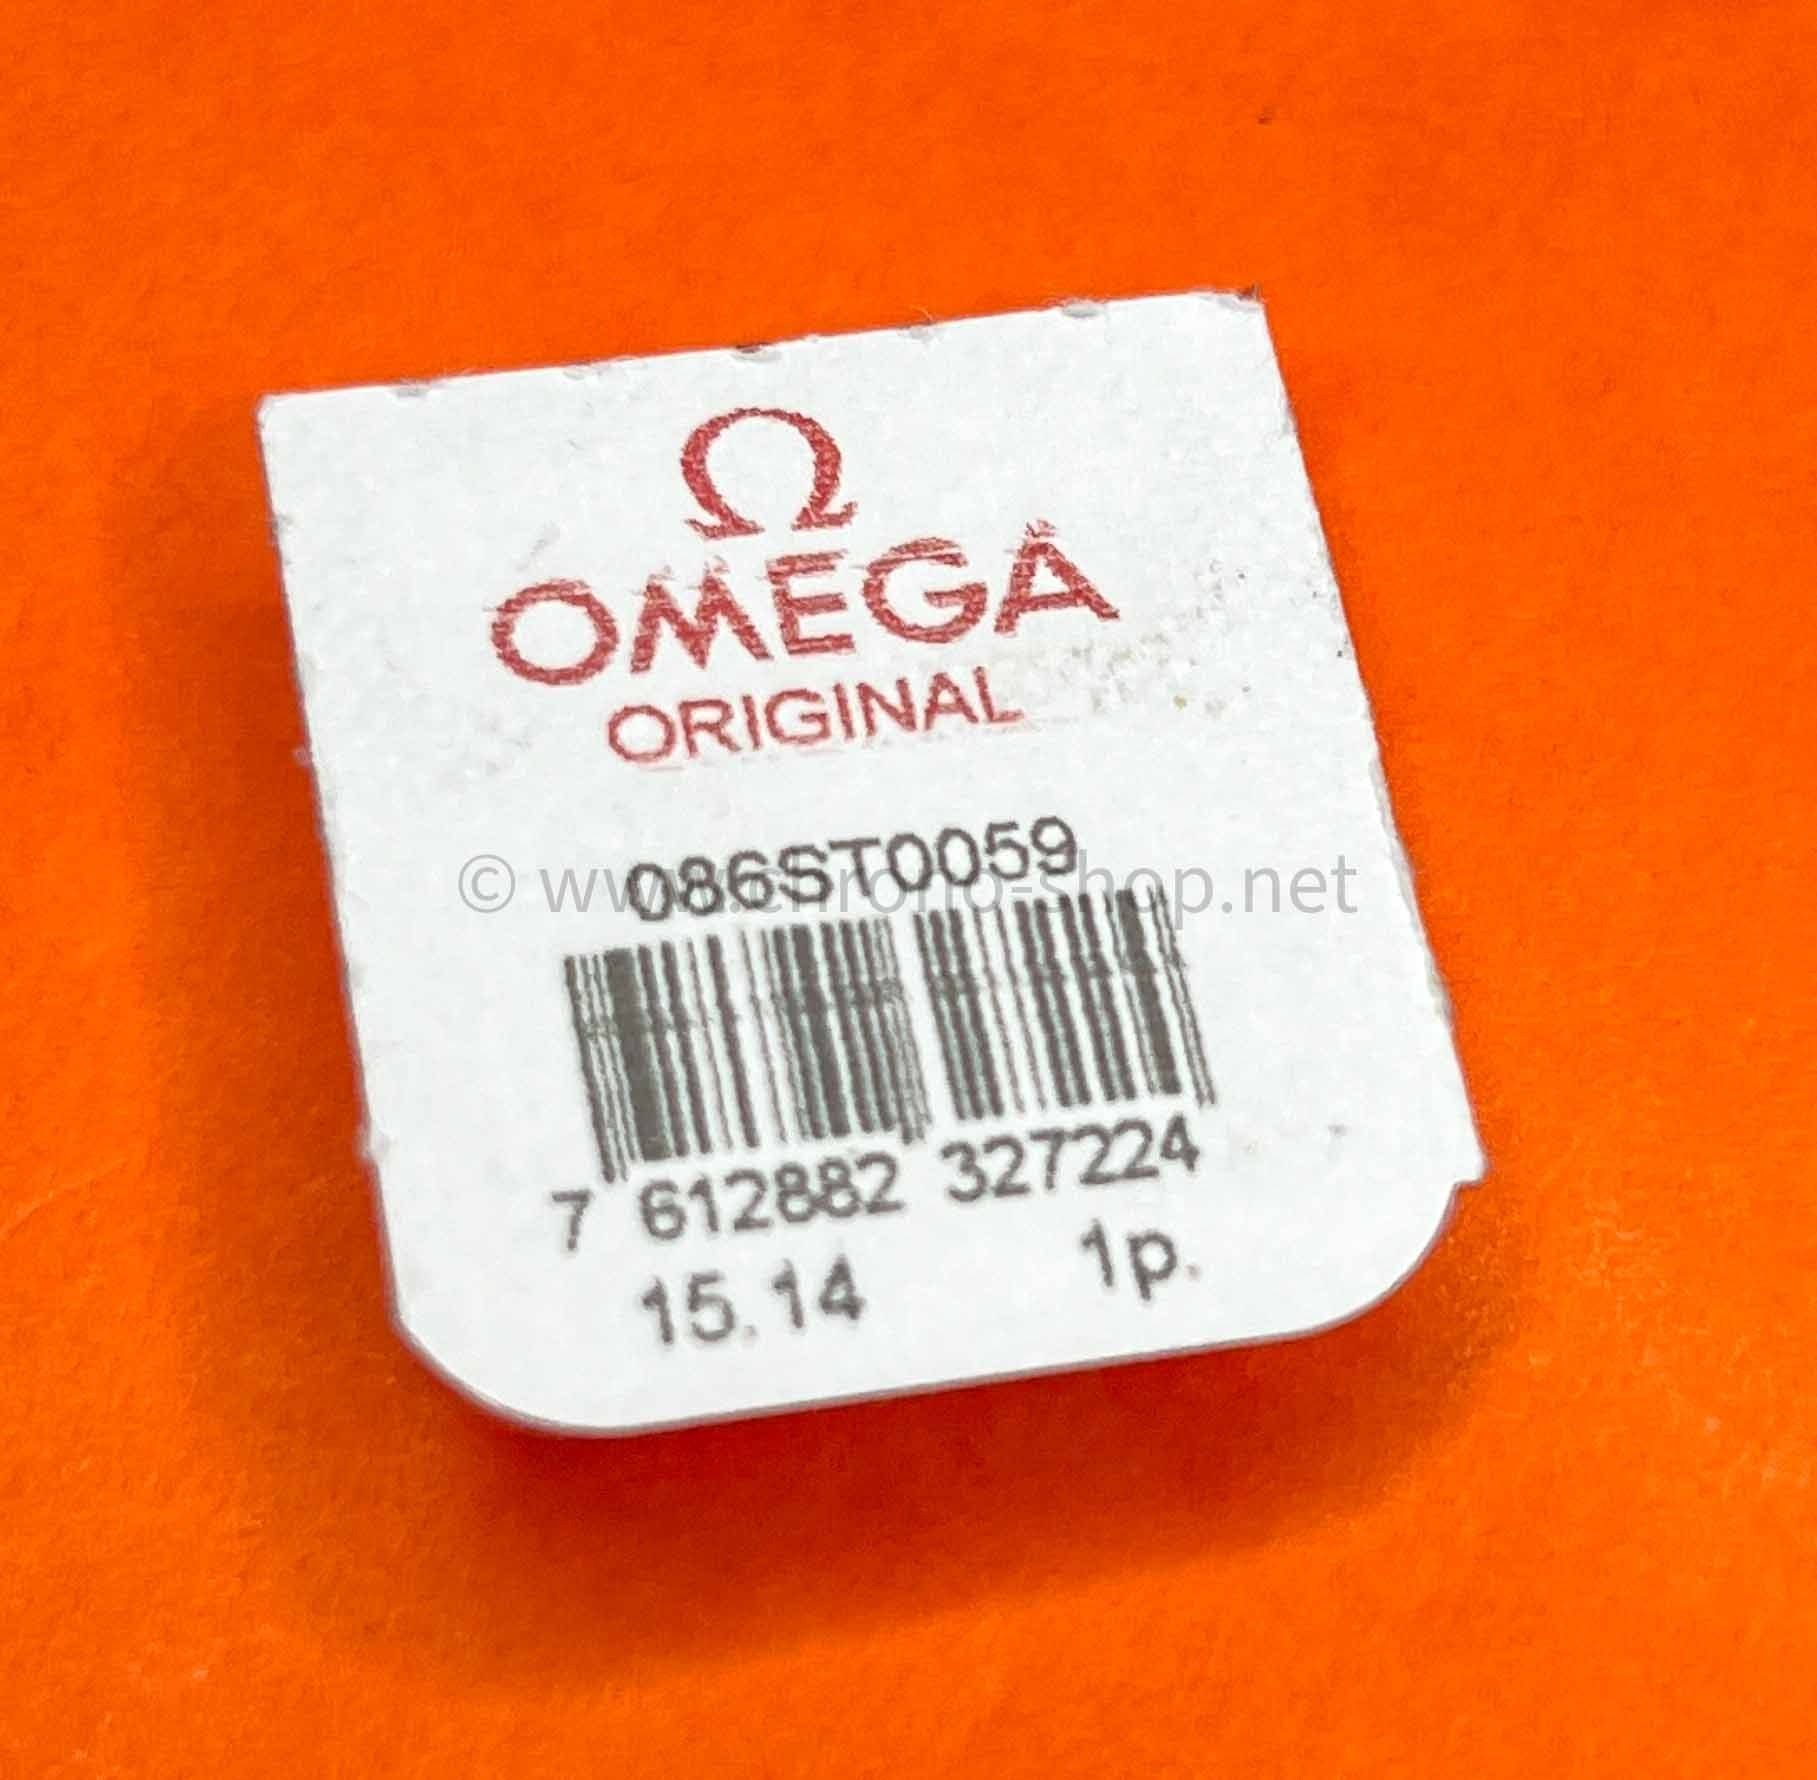 Ω
OMEGA
ORIGINAL
086ST0059
© www.chrono-shop.net
7 612882 327224
15.14 1p.